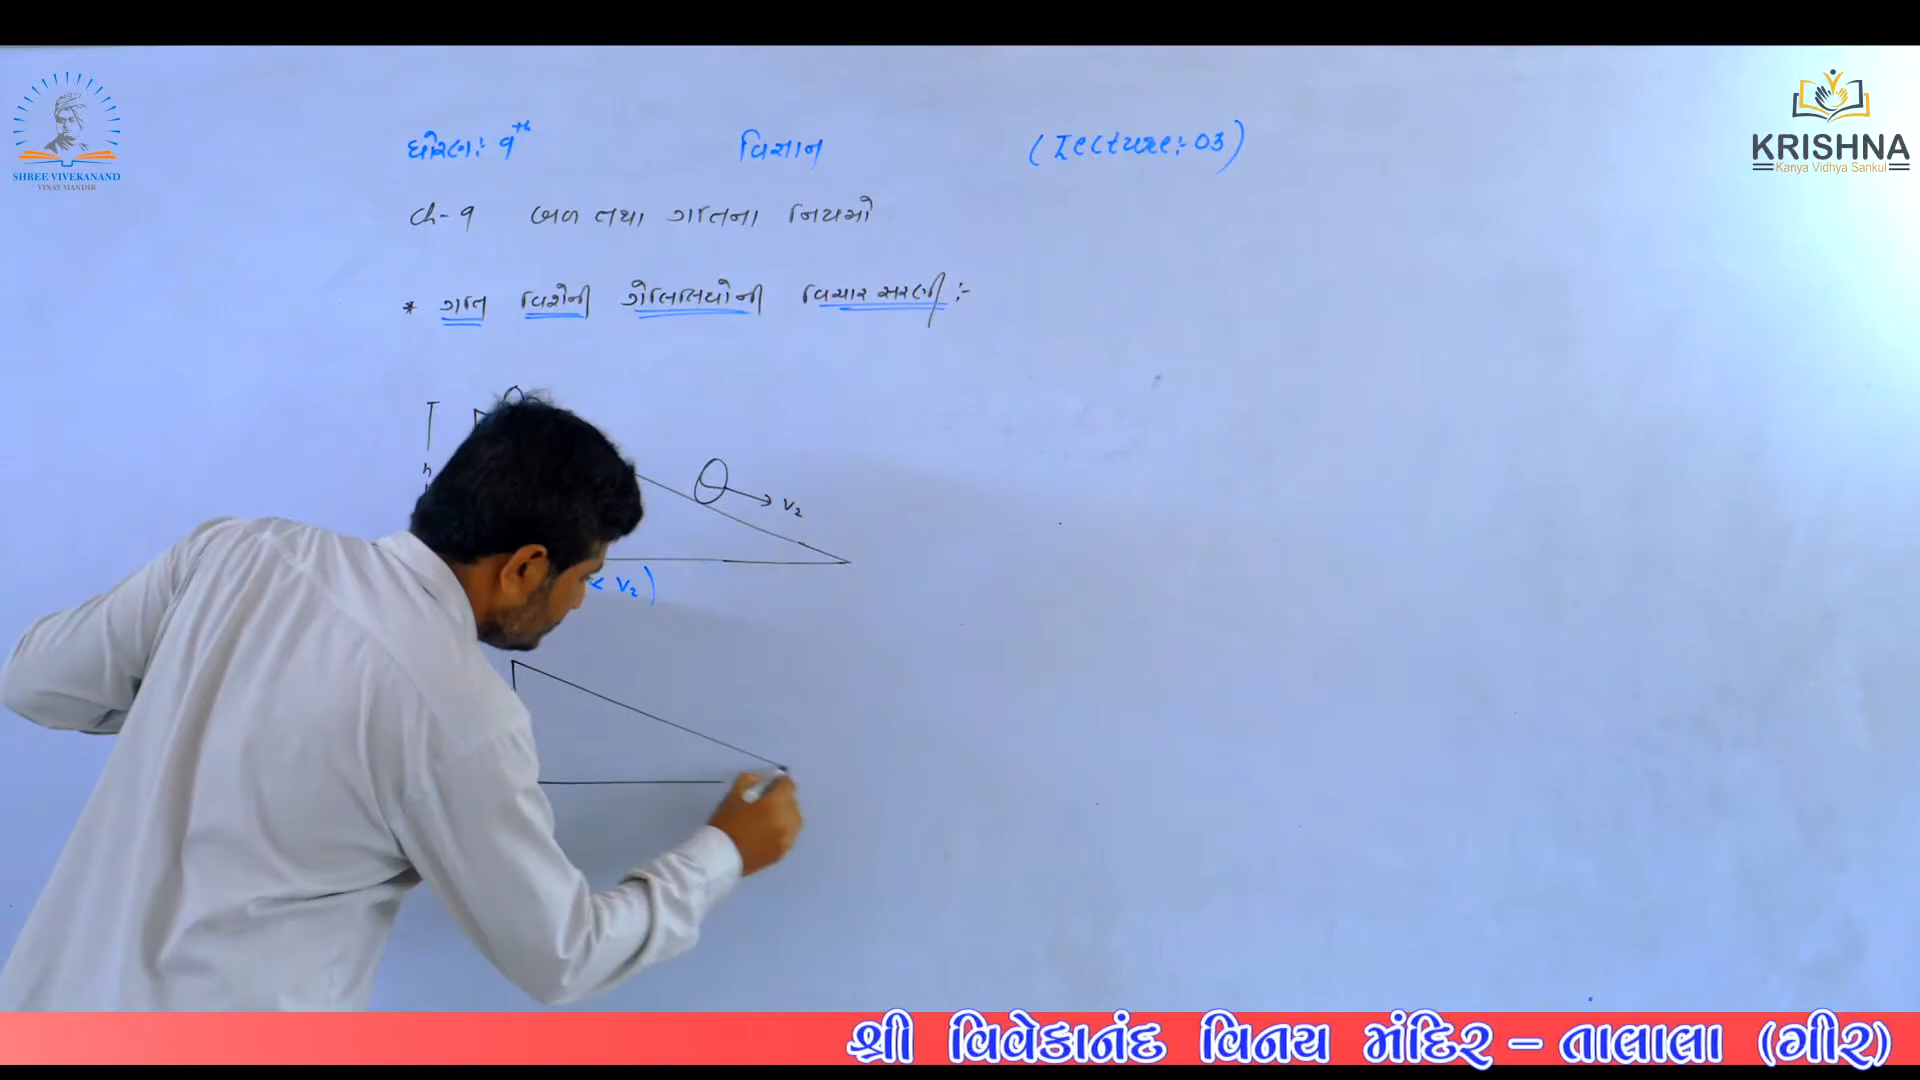 SHREE VIVEKANAND
VINAY MANDIR
KRISHNA
Kanya Vidhya Sankul
ધોરણ:- 9th વિજ્ઞાન (Lecture:- 03)
ch- 9 બળ તથા ગતિના નિયમો
* ગતિ વિશેની ગેલિલિયોની વિચાર સરણી :-
h
v₂
< v₂)
શ્રી વિવેકાનંદ વિનય મંદિર – તાલાલા (ગીર)